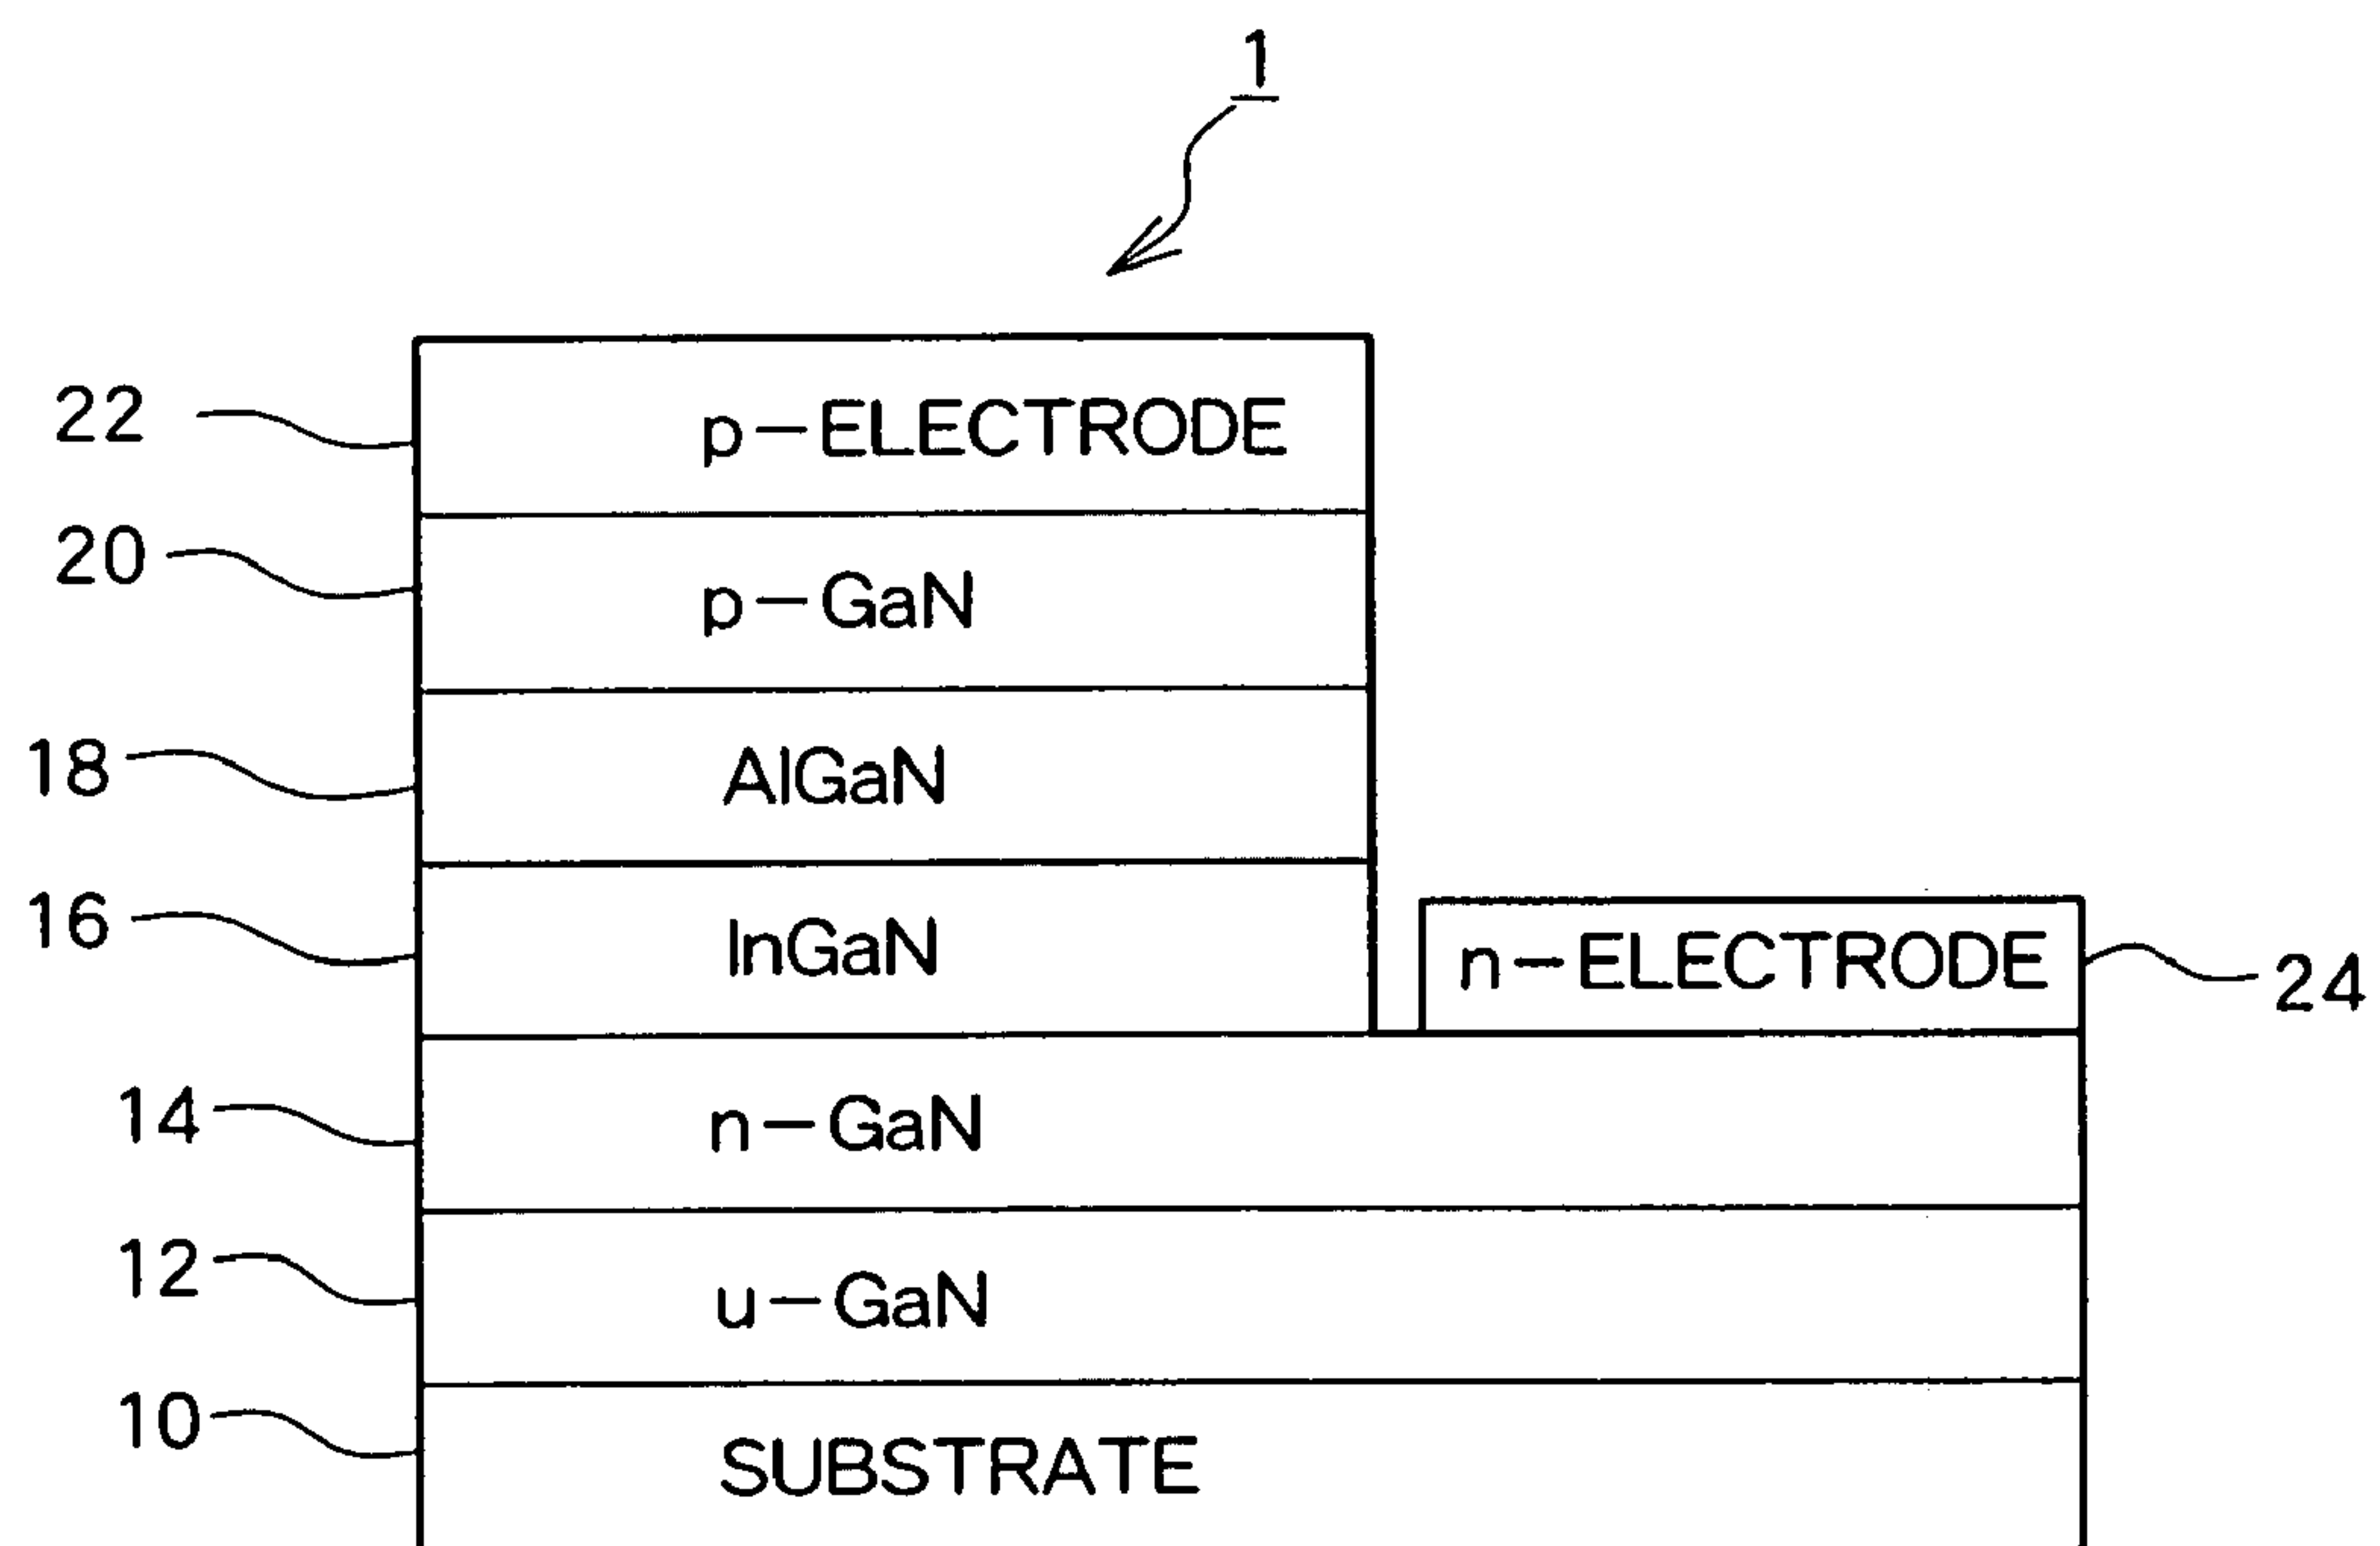 1
22 p-ELECTRODE
20 p-GaN
18 AlGaN
16 InGaN
n-ELECTRODE 24
14 n-GaN
12 u-GaN
10 SUBSTRATE